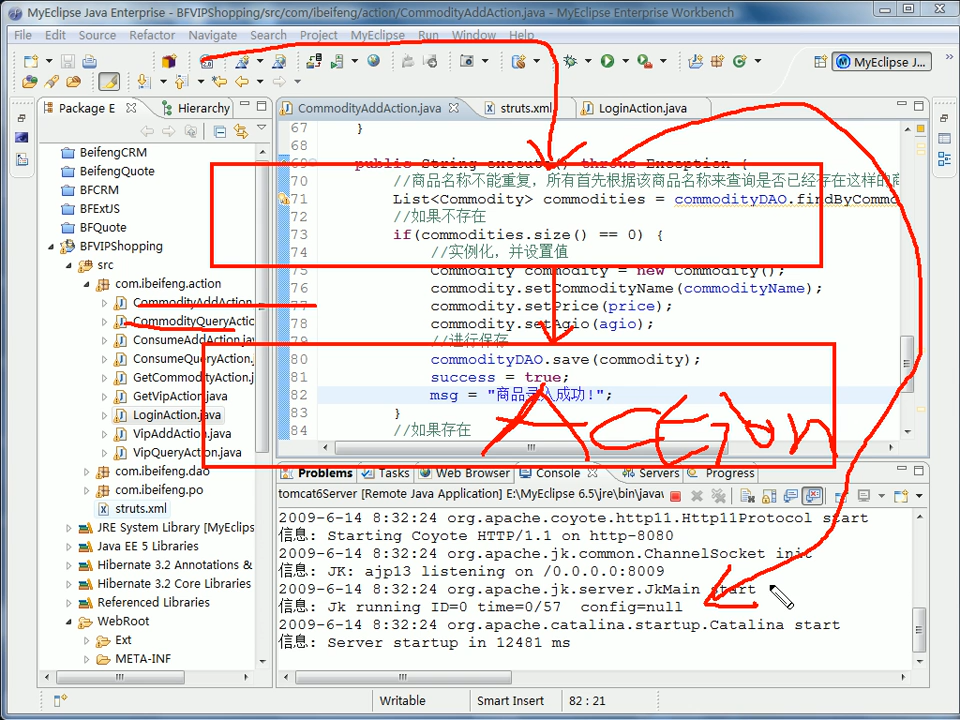 MyEclipse Java Enterprise - BFVIPShopping/src/com/ibeifeng/action/CommodityAddAction.java - MyEclipse Enterprise Workbench
File Edit Source Refactor Navigate Search Project MyEclipse Run Window Help
MyEclipse J...
Package E
Hierarchy
BeifengCRM
BeifengQuote
BFCRM
BFExtJS
BFQuote
BFVIPShopping
src
com.ibeifeng.action
CommodityAddAction
CommodityQueryActic
ConsumeAddAction.jav
ConsumeQueryAction.
GetCommodityAction.j
GetVipAction.java
LoginAction.java
VipAddAction.java
VipQueryAction.java
com.ibeifeng.dao
com.ibeifeng.po
struts.xml
JRE System Library [MyEclips
Java EE 5 Libraries
Hibernate 3.2 Annotations &
Hibernate 3.2 Core Libraries
Referenced Libraries
WebRoot
Ext
META-INF
CommodityAddAction.java struts.xml LoginAction.java
67 }
68
69 public String execute() throws Exception {
70 //商品名称不能重复，所有首先根据该商品名称来查询是否已经存在这样的商
71 List<Commodity> commodities = commodityDAO.findByCommo
72 //如果不存在
73 if(commodities.size() == 0) {
74 //实例化，并设置值
75 Commodity commodity = new Commodity();
76 commodity.setCommodityName(commodityName);
77 commodity.setPrice(price);
78 commodity.setAgio(agio);
79 //进行保存
80 commodityDAO.save(commodity);
81 success = true;
82 msg = "商品录入成功!";
83 }
84 //如果存在
Action
Problems Tasks Web Browser Console Servers Progress
tomcat6Server [Remote Java Application] E:\MyEclipse 6.5\jre\bin\javaw
2009-6-14 8:32:24 org.apache.coyote.http11.Http11Protocol start
信息: Starting Coyote HTTP/1.1 on http-8080
2009-6-14 8:32:24 org.apache.jk.common.ChannelSocket init
信息: JK: ajp13 listening on /0.0.0.0:8009
2009-6-14 8:32:24 org.apache.jk.server.JkMain start
信息: Jk running ID=0 time=0/57 config=null
2009-6-14 8:32:24 org.apache.catalina.startup.Catalina start
信息: Server startup in 12481 ms
Writable
Smart Insert
82 : 21